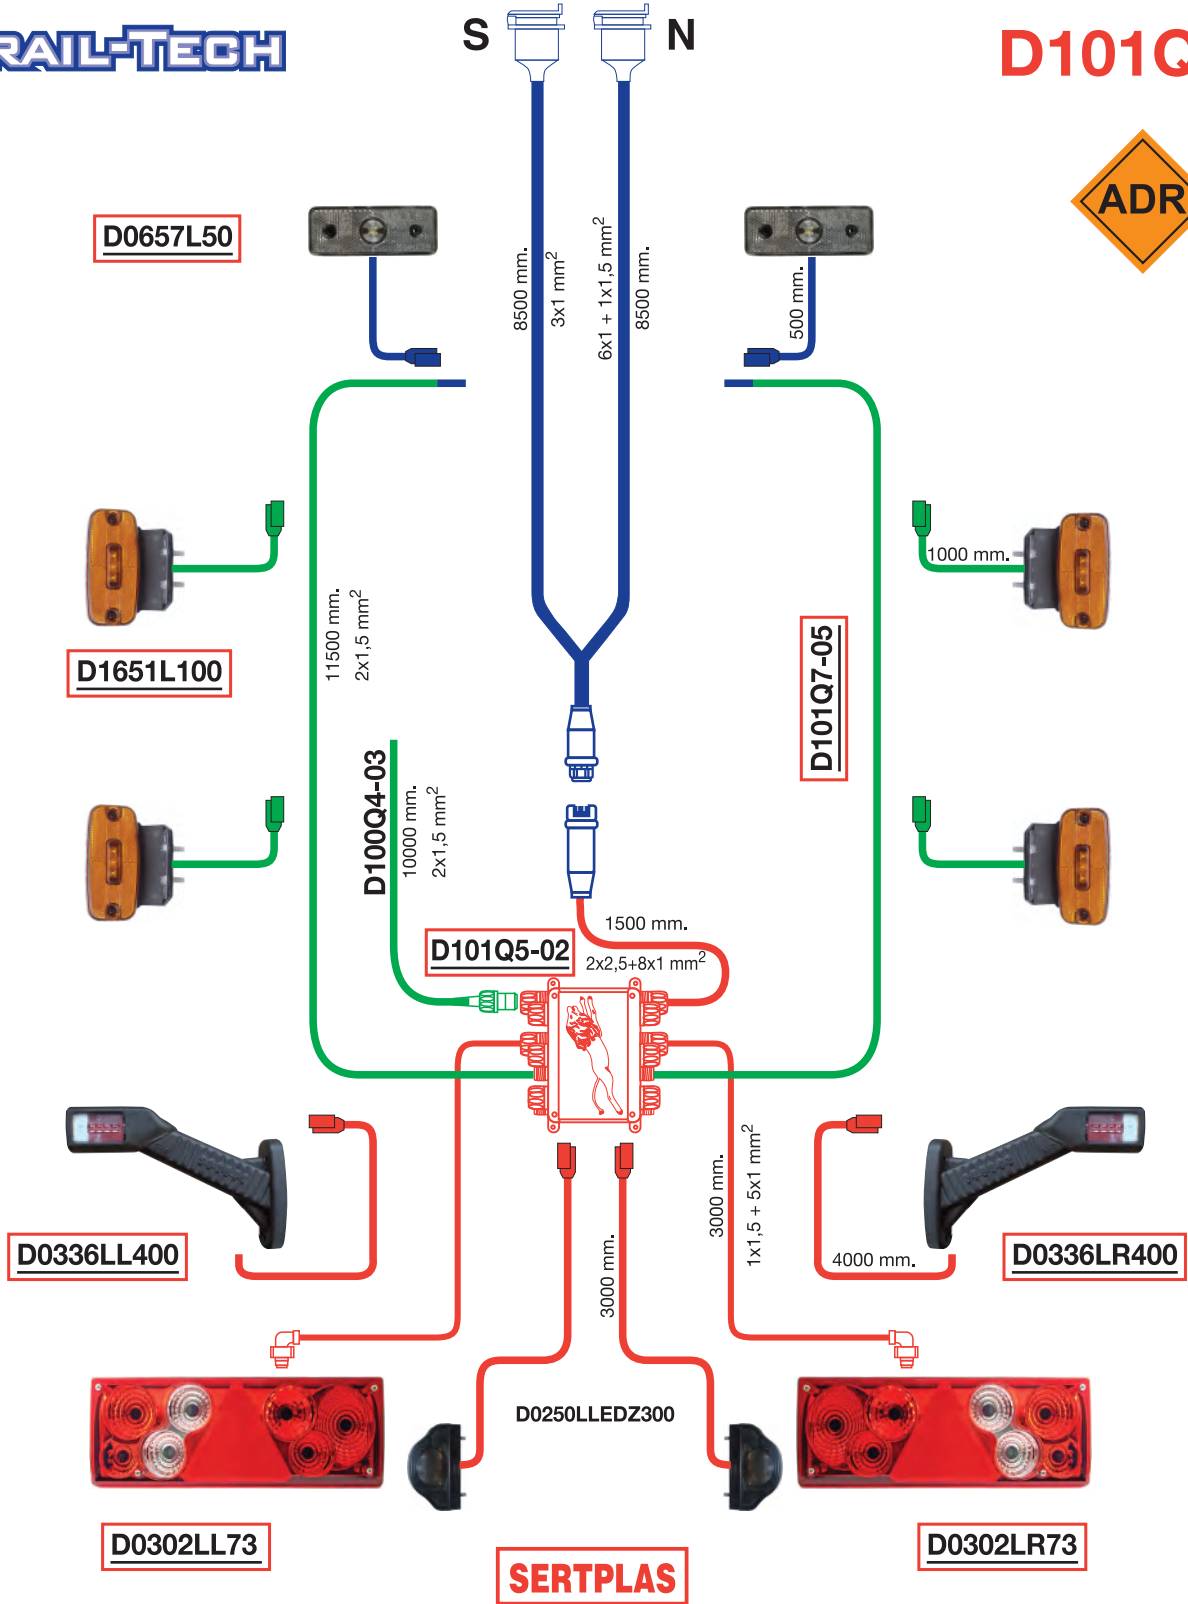 RAIL-TECH
S
N
D101Q
ADR
D0657L50
8500 mm.
3x1 mm²
6x1 + 1x1,5 mm²
8500 mm.
500 mm.
1000 mm.
D1651L100
11500 mm.
2x1,5 mm²
D101Q7-05
D100Q4-03
10000 mm.
2x1,5 mm²
1500 mm.
D101Q5-02
2x2,5+8x1 mm²
3000 mm.
1x1,5 + 5x1 mm²
D0336LL400
3000 mm.
4000 mm.
D0336LR400
D0250LLEDZ300
D0302LL73
D0302LR73
SERTPLAS